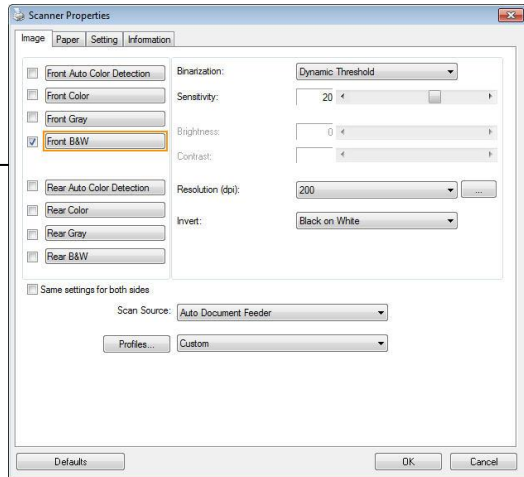 Scanner Properties
Image Paper Setting Information
Front Auto Color Detection
Front Color
Front Gray
Front B&W
Rear Auto Color Detection
Rear Color
Rear Gray
Rear B&W
Binarization: Dynamic Threshold
Sensitivity: 20
Brightness: 0
Contrast:
Resolution (dpi): 200 ...
Invert: Black on White
Same settings for both sides
Scan Source: Auto Document Feeder
Profiles... Custom
Defaults OK Cancel